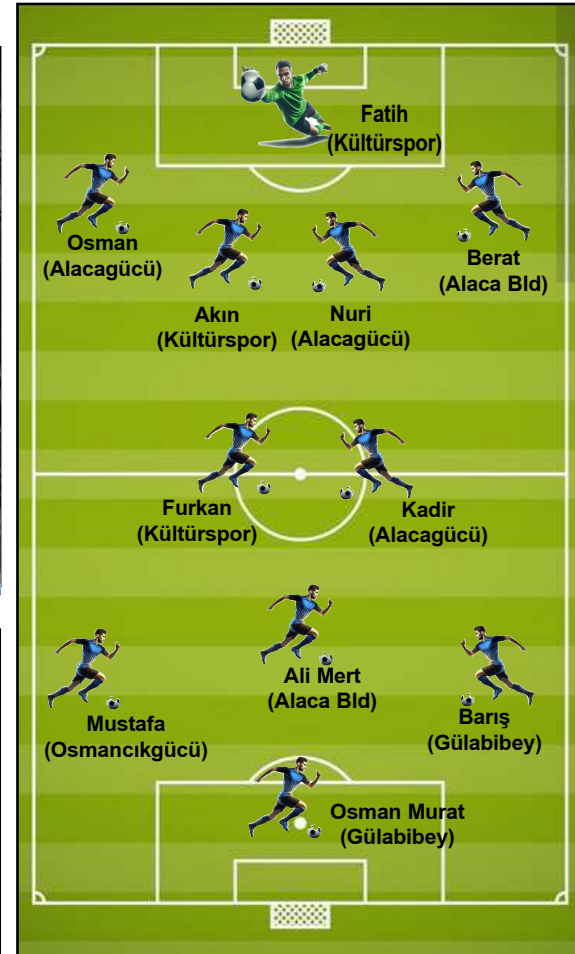 Fatih
(Kültürspor)
Osman
(Alacagücü)
Berat
(Alaca Bld)
Akın
(Kültürspor)
Nuri
(Alacagücü)
Furkan
(Kültürspor)
Kadir
(Alacagücü)
Ali Mert
(Alaca Bld)
Mustafa
(Osmancıkgücü)
Barış
(Gülabibey)
Osman Murat
(Gülabibey)